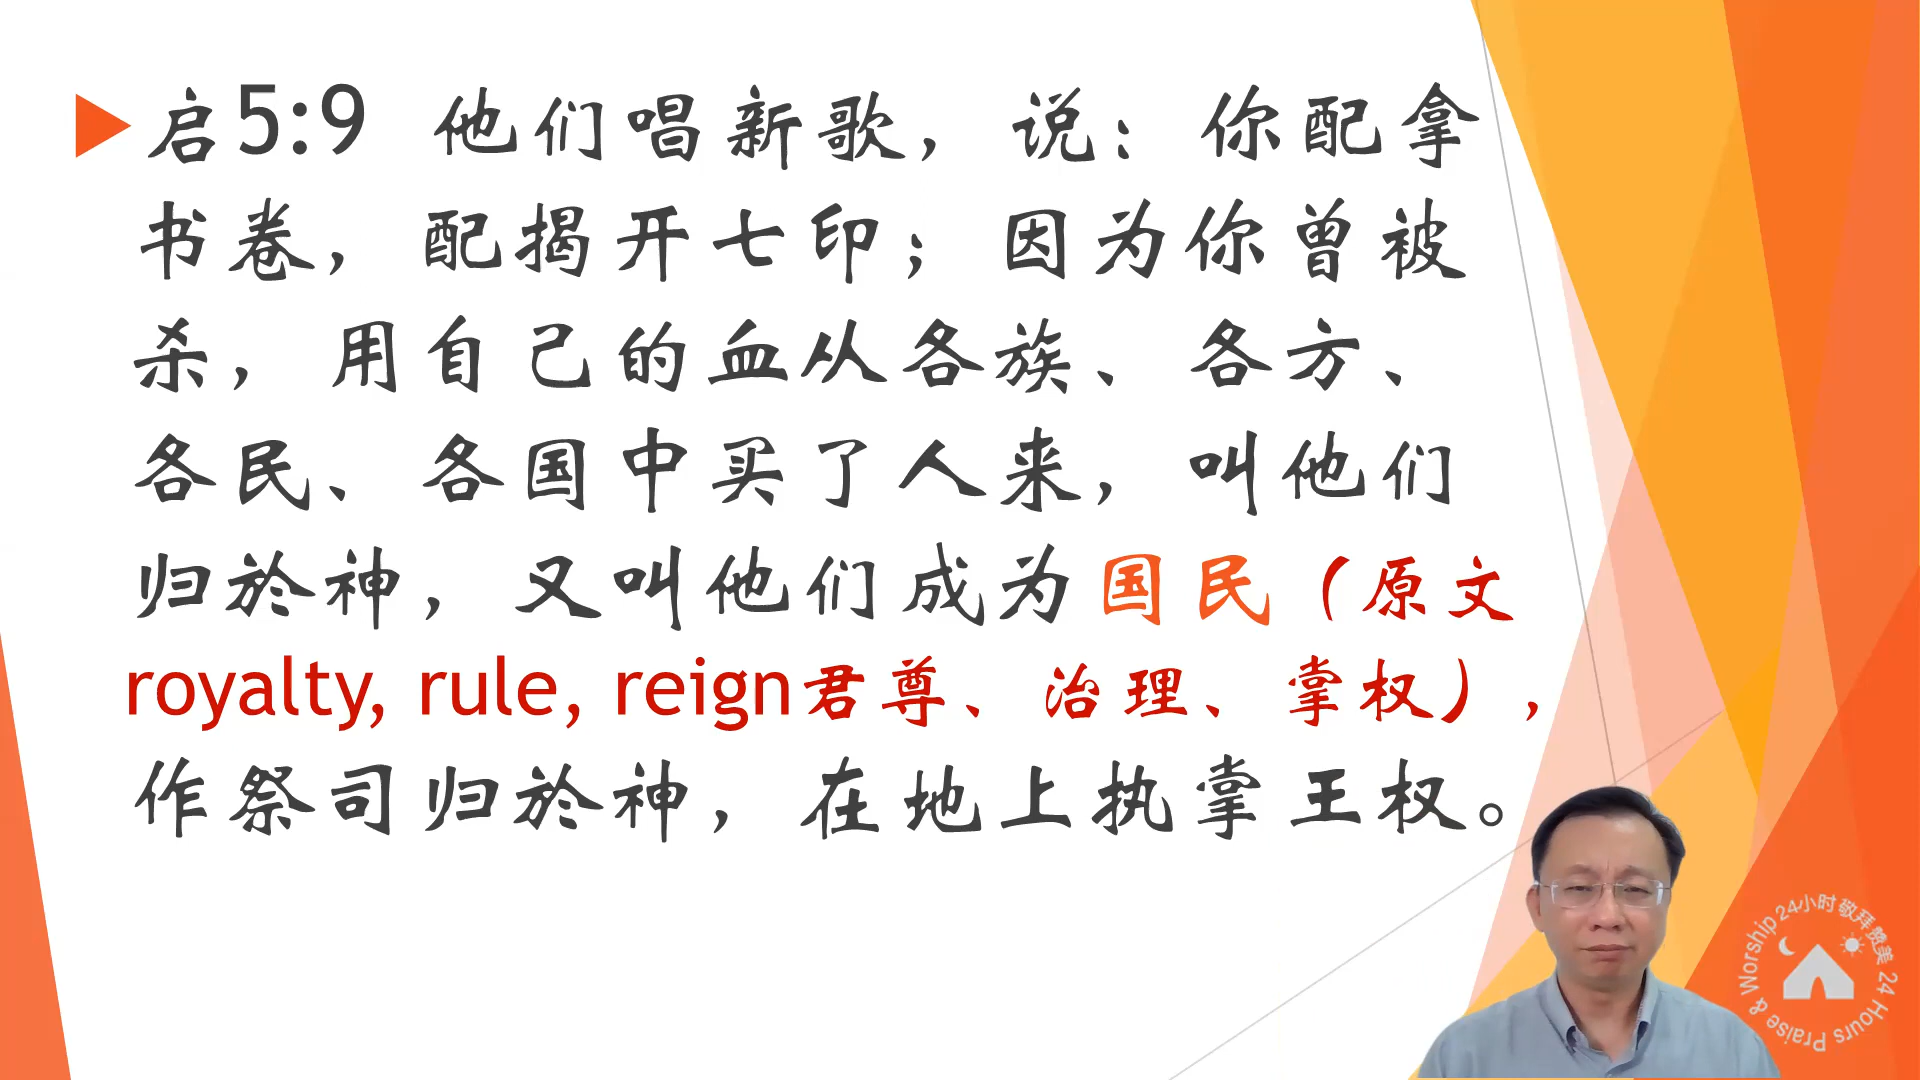 启5:9 他们唱新歌，说：你配拿
书卷，配揭开七印；因为你曾被
杀，用自己的血从各族、各方、
各民、各国中买了人来，叫他们
归於神，又叫他们成为国民（原文
royalty, rule, reign君尊、治理、掌权），
作祭司归於神，在地上执掌王权。
24小时敬拜赞美 24 Hours Praise & Worship